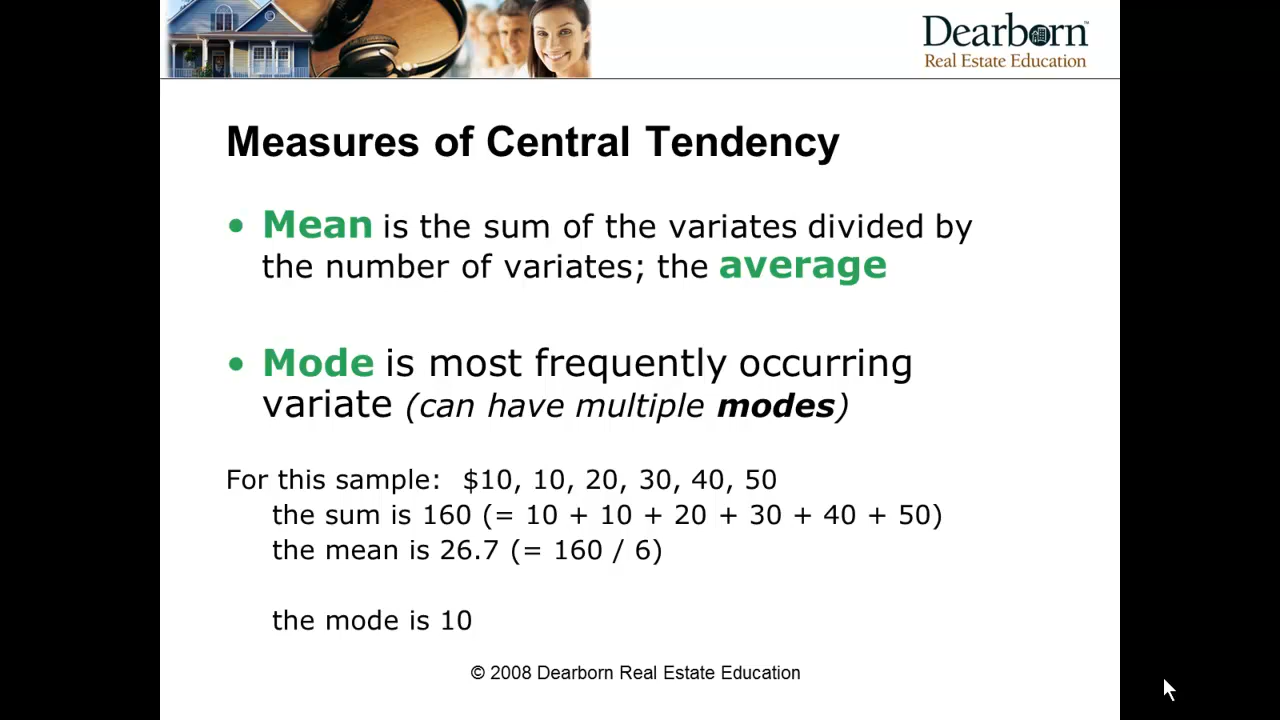 Dearborn™
Real Estate Education
Measures of Central Tendency
• Mean is the sum of the variates divided by
the number of variates; the average
• Mode is most frequently occurring
variate (can have multiple modes)
For this sample: $10, 10, 20, 30, 40, 50
the sum is 160 (= 10 + 10 + 20 + 30 + 40 + 50)
the mean is 26.7 (= 160 / 6)
the mode is 10
© 2008 Dearborn Real Estate Education